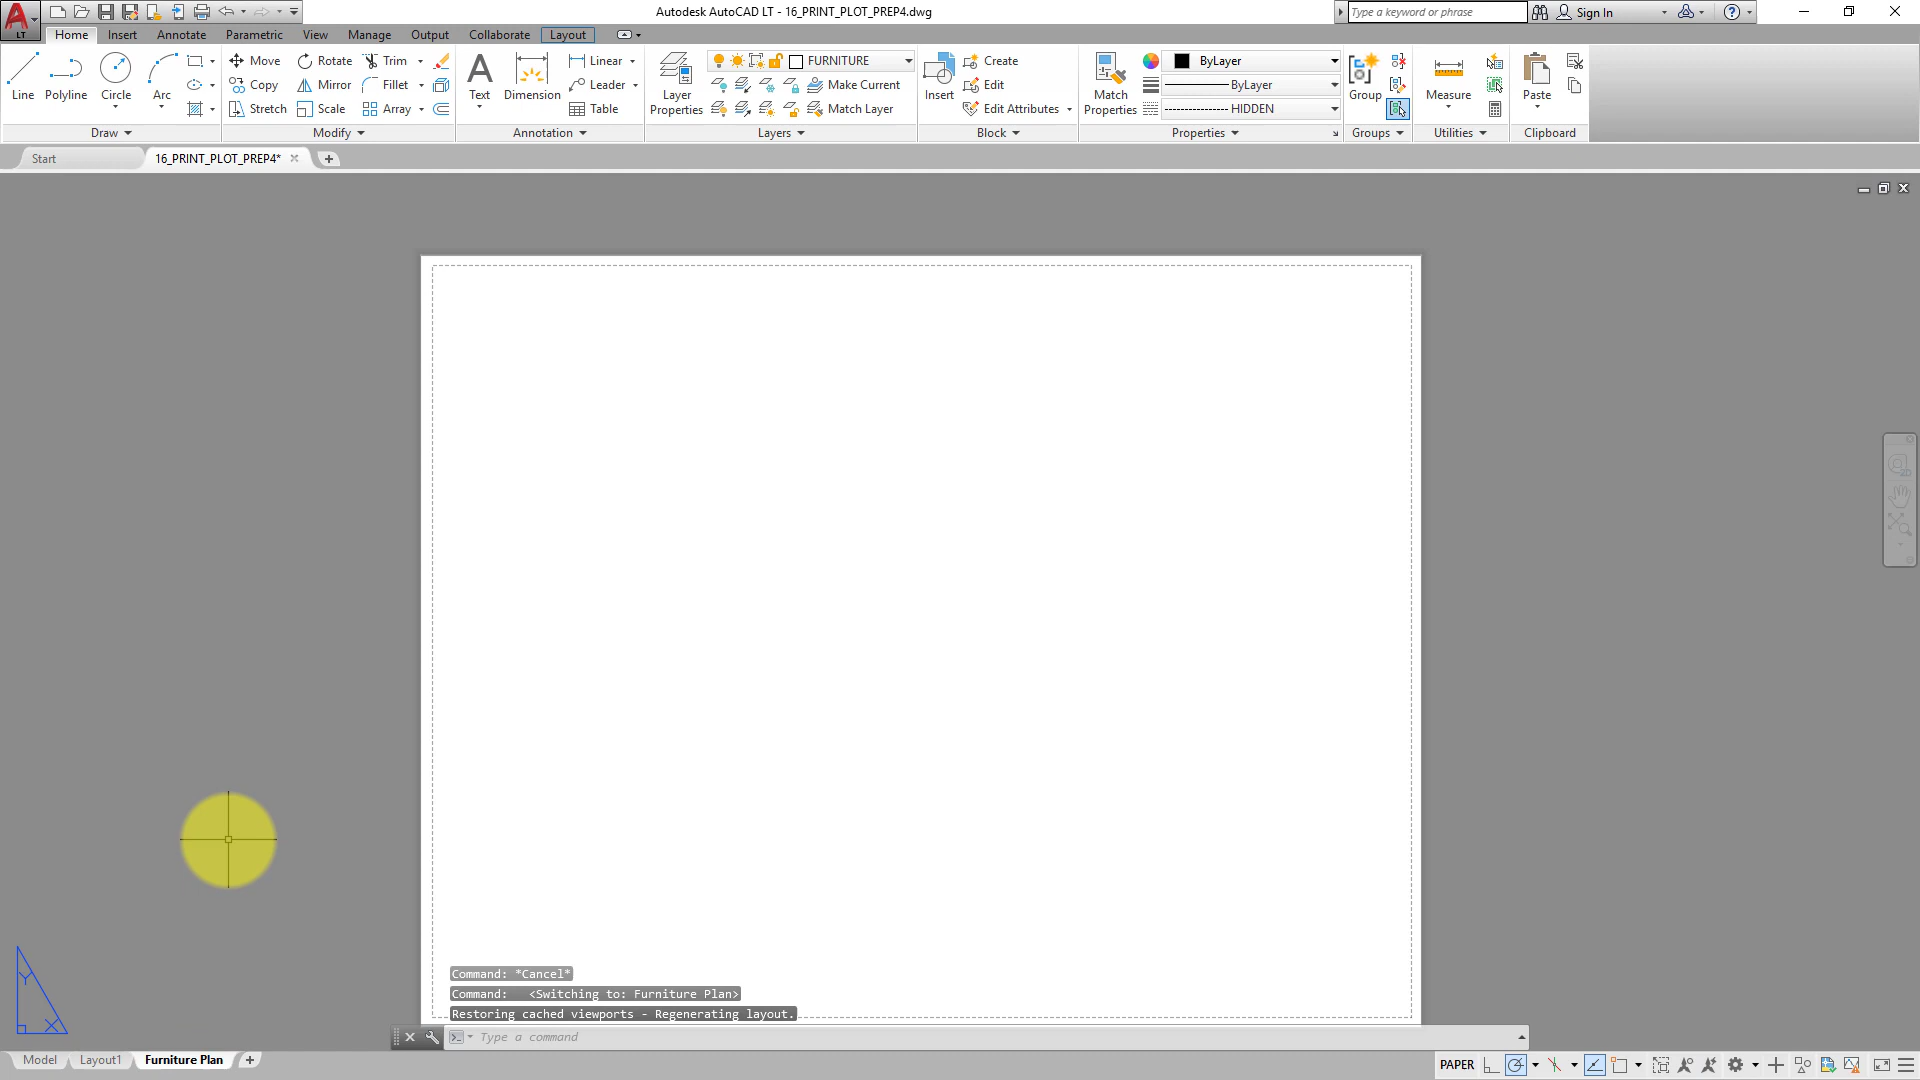 Autodesk AutoCAD LT - 16_PRINT_PLOT_PREP4.dwg
Type a keyword or phrase
Sign In
LT
Home Insert Annotate Parametric View Manage Output Collaborate Layout
Line Polyline Circle Arc
Move Rotate Trim
Copy Mirror Fillet
Stretch Scale Array
Text Dimension
Linear
Leader
Table
Layer Properties
FURNITURE
Make Current
Match Layer
Insert
Create
Edit
Edit Attributes
Match Properties
ByLayer
ByLayer
HIDDEN
Group
Measure
Paste
Draw Modify Annotation Layers Block Properties Groups Utilities Clipboard
Start 16_PRINT_PLOT_PREP4*
Command: *Cancel*
Command: <Switching to: Furniture Plan>
Restoring cached viewports - Regenerating layout.
Type a command
Y
X
Model Layout1 Furniture Plan
PAPER